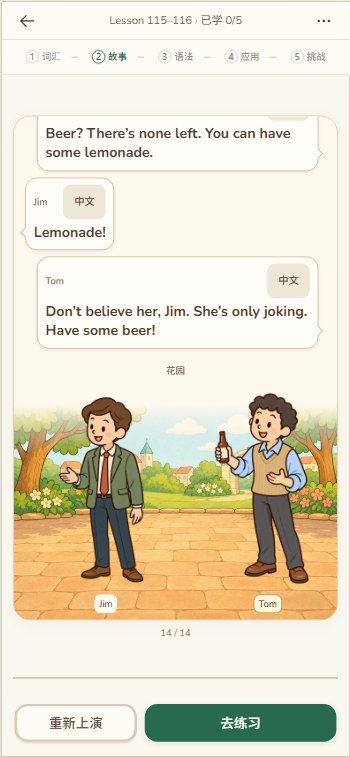 Lesson 115–116 · 已学 0/5
1 词汇 – 2 故事 – 3 语法 – 4 应用 – 5 挑战
Beer? There’s none left. You can have
some lemonade.
Jim 中文
Lemonade!
Tom 中文
Don’t believe her, Jim. She’s only joking.
Have some beer!
花园
Jim Tom
14 / 14
重新上演 去练习